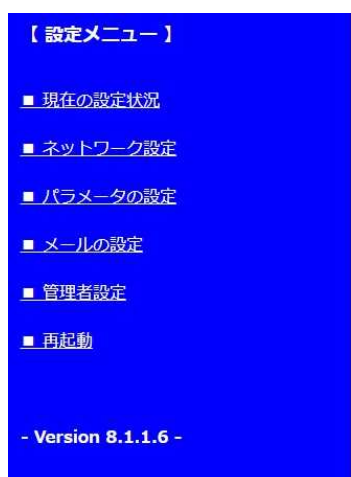 【 設定メニュー 】
■ 現在の設定状況
■ ネットワーク設定
■ パラメータの設定
■ メールの設定
■ 管理者設定
■ 再起動
- Version 8.1.1.6 -